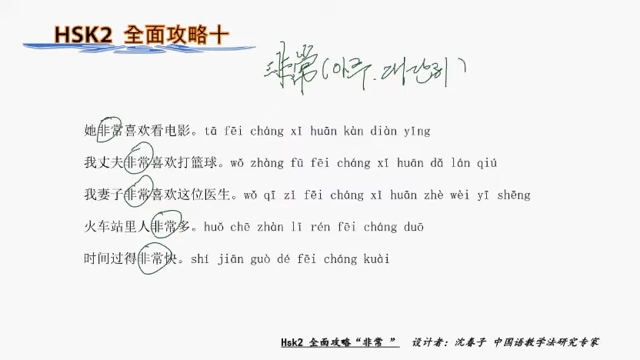 HSK2 全面攻略十
非常(아주.대단히)
她非常喜欢看电影。tā fēi cháng xǐ huān kàn diàn yǐng
我丈夫非常喜欢打篮球。wǒ zhàng fū fēi cháng xǐ huān dǎ lán qiú
我妻子非常喜欢这位医生。wǒ qī zǐ fēi cháng xǐ huān zhè wèi yī shēng
火车站里人非常多。huǒ chē zhàn lǐ rén fēi cháng duō
时间过得非常快。shí jiān guò dé fēi cháng kuài
Hsk2 全面攻略“非常 ” 设计者：沈春子 中国语教学法研究专家